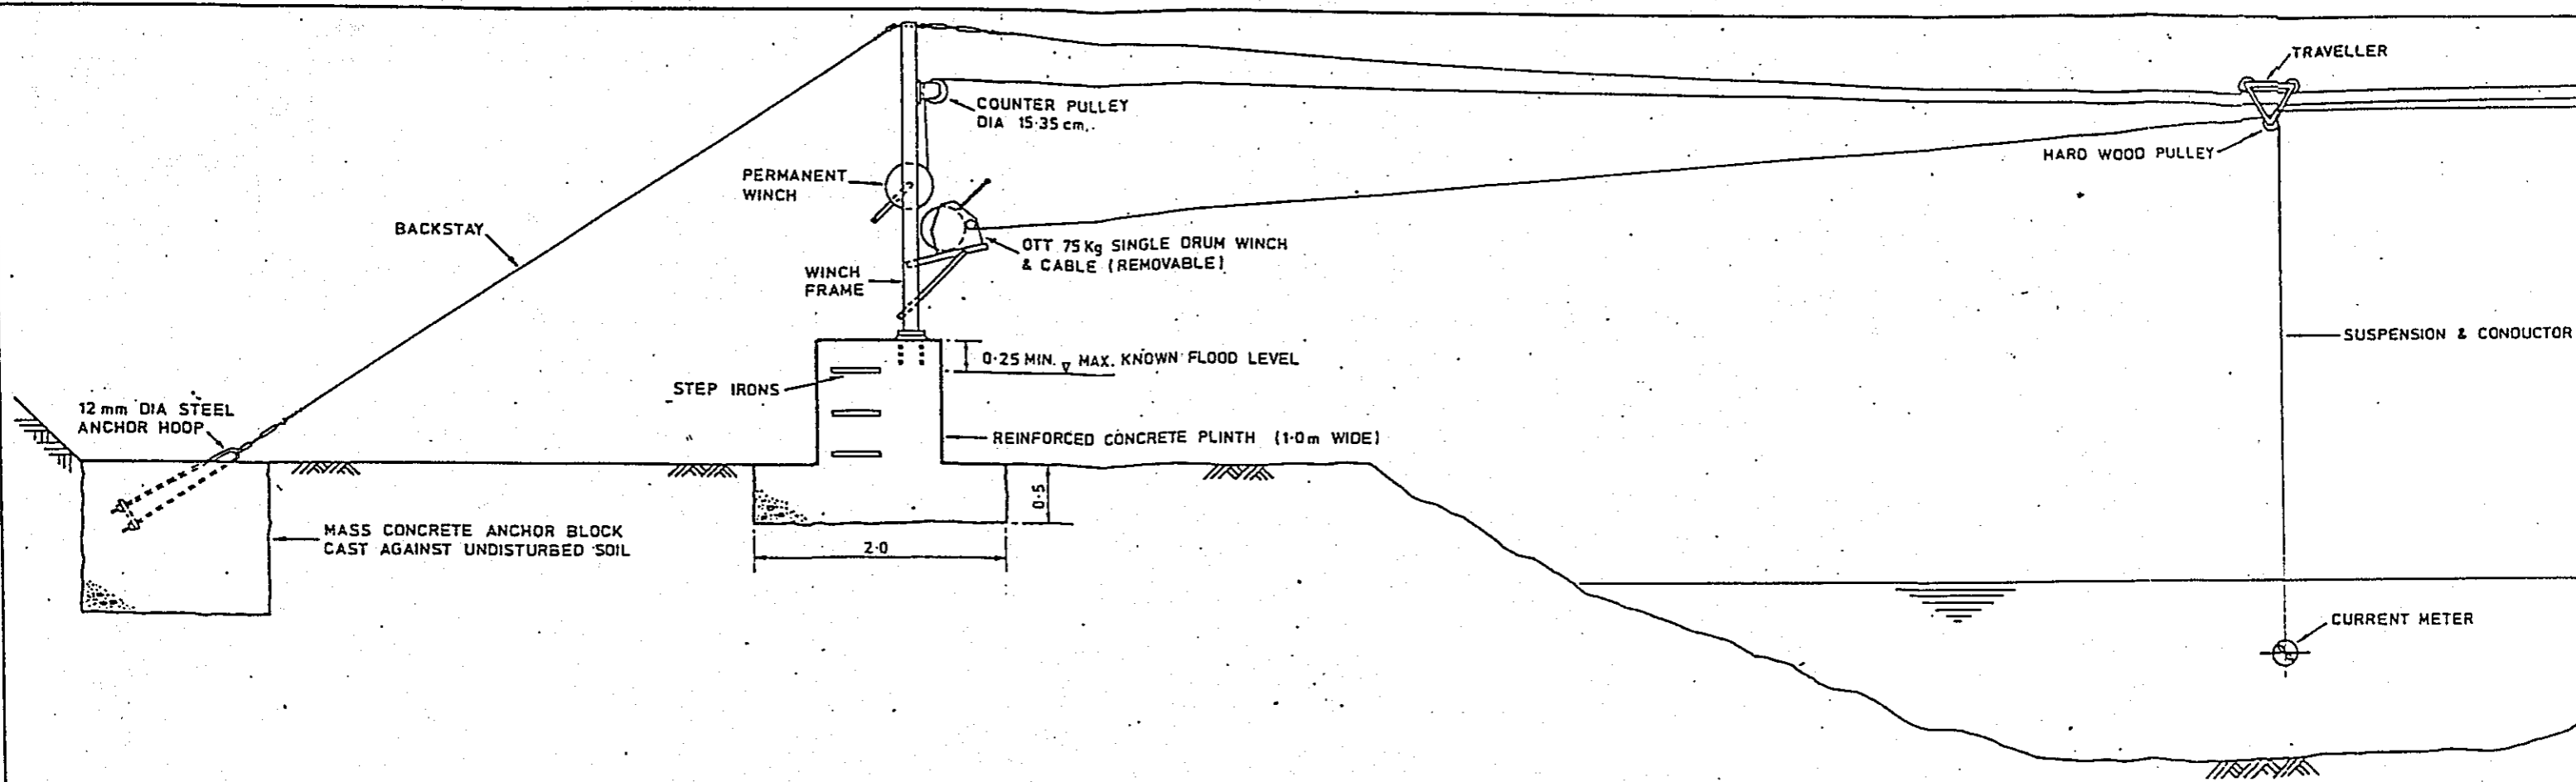 TRAVELLER
COUNTER PULLEY
DIA 15·35 cm.
HARD WOOD PULLEY
PERMANENT
WINCH
BACKSTAY
OTT 75 Kg SINGLE DRUM WINCH
& CABLE (REMOVABLE)
WINCH
FRAME
SUSPENSION & CONDUCTOR
0·25 MIN.
MAX. KNOWN FLOOD LEVEL
STEP IRONS
12 mm DIA STEEL
ANCHOR HOOP
REINFORCED CONCRETE PLINTH (1·0 m WIDE)
0·5
MASS CONCRETE ANCHOR BLOCK
CAST AGAINST UNDISTURBED SOIL
2·0
CURRENT METER